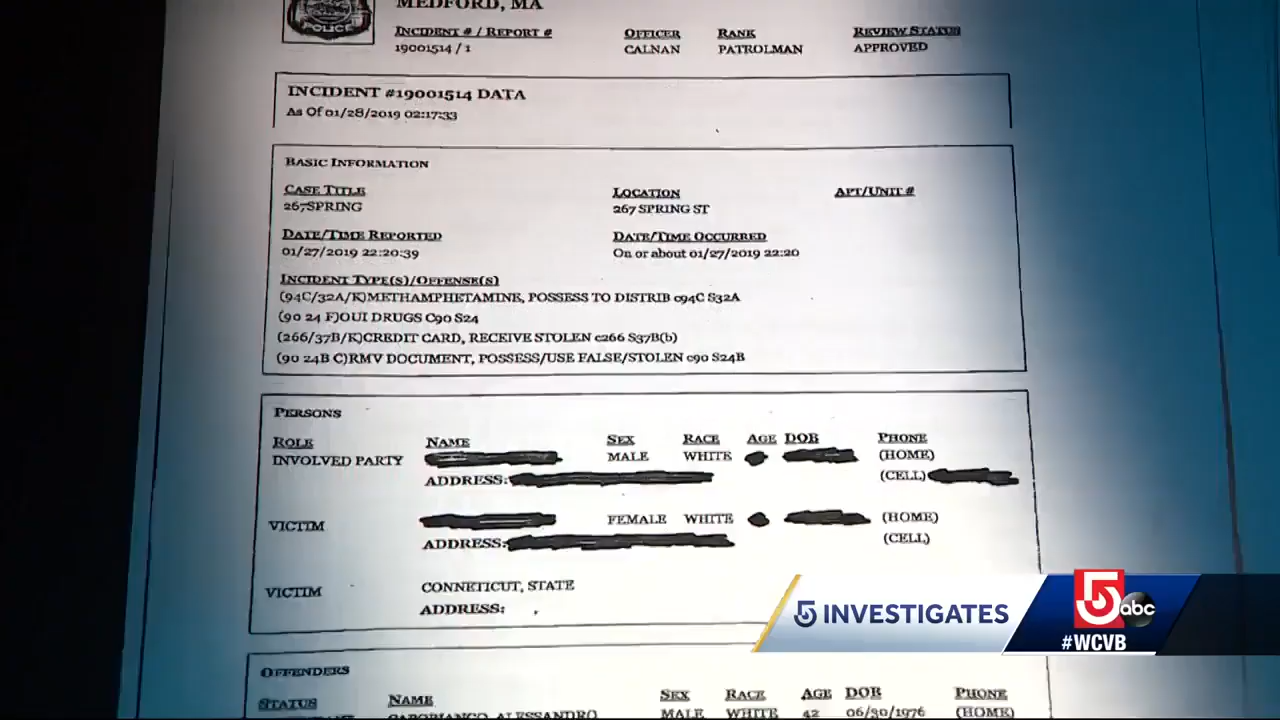 MEDFORD, MA
POLICE
INCIDENT # / REPORT # OFFICER RANK REVIEW STATUS
19001514 / 1 CALNAN PATROLMAN APPROVED
INCIDENT #19001514 DATA
As Of 01/28/2019 02:17:33
BASIC INFORMATION
CASE TITLE LOCATION APT/UNIT #
267SPRING 267 SPRING ST
DATE/TIME REPORTED DATE/TIME OCCURRED
01/27/2019 22:20:39 On or about 01/27/2019 22:20
INCIDENT TYPE(S)/OFFENSE(S)
(94C/32A/K)METHAMPHETAMINE, POSSESS TO DISTRIB c94C S32A
(90 24 F)OUI DRUGS C90 S24
(266/37B/K)CREDIT CARD, RECEIVE STOLEN c266 S37B(b)
(90 24B C)RMV DOCUMENT, POSSESS/USE FALSE/STOLEN c90 S24B
PERSONS
ROLE NAME SEX RACE AGE DOB PHONE
INVOLVED PARTY MALE WHITE (HOME)
ADDRESS: (CELL)
VICTIM FEMALE WHITE (HOME)
ADDRESS: (CELL)
VICTIM CONNETICUT, STATE
ADDRESS:
5 INVESTIGATES
5 abc
#WCVB
OFFENDERS
STATUS NAME SEX RACE AGE DOB PHONE
CAPOBIANCO, ALESSANDRO MALE WHITE 42 06/30/1976 (HOME)